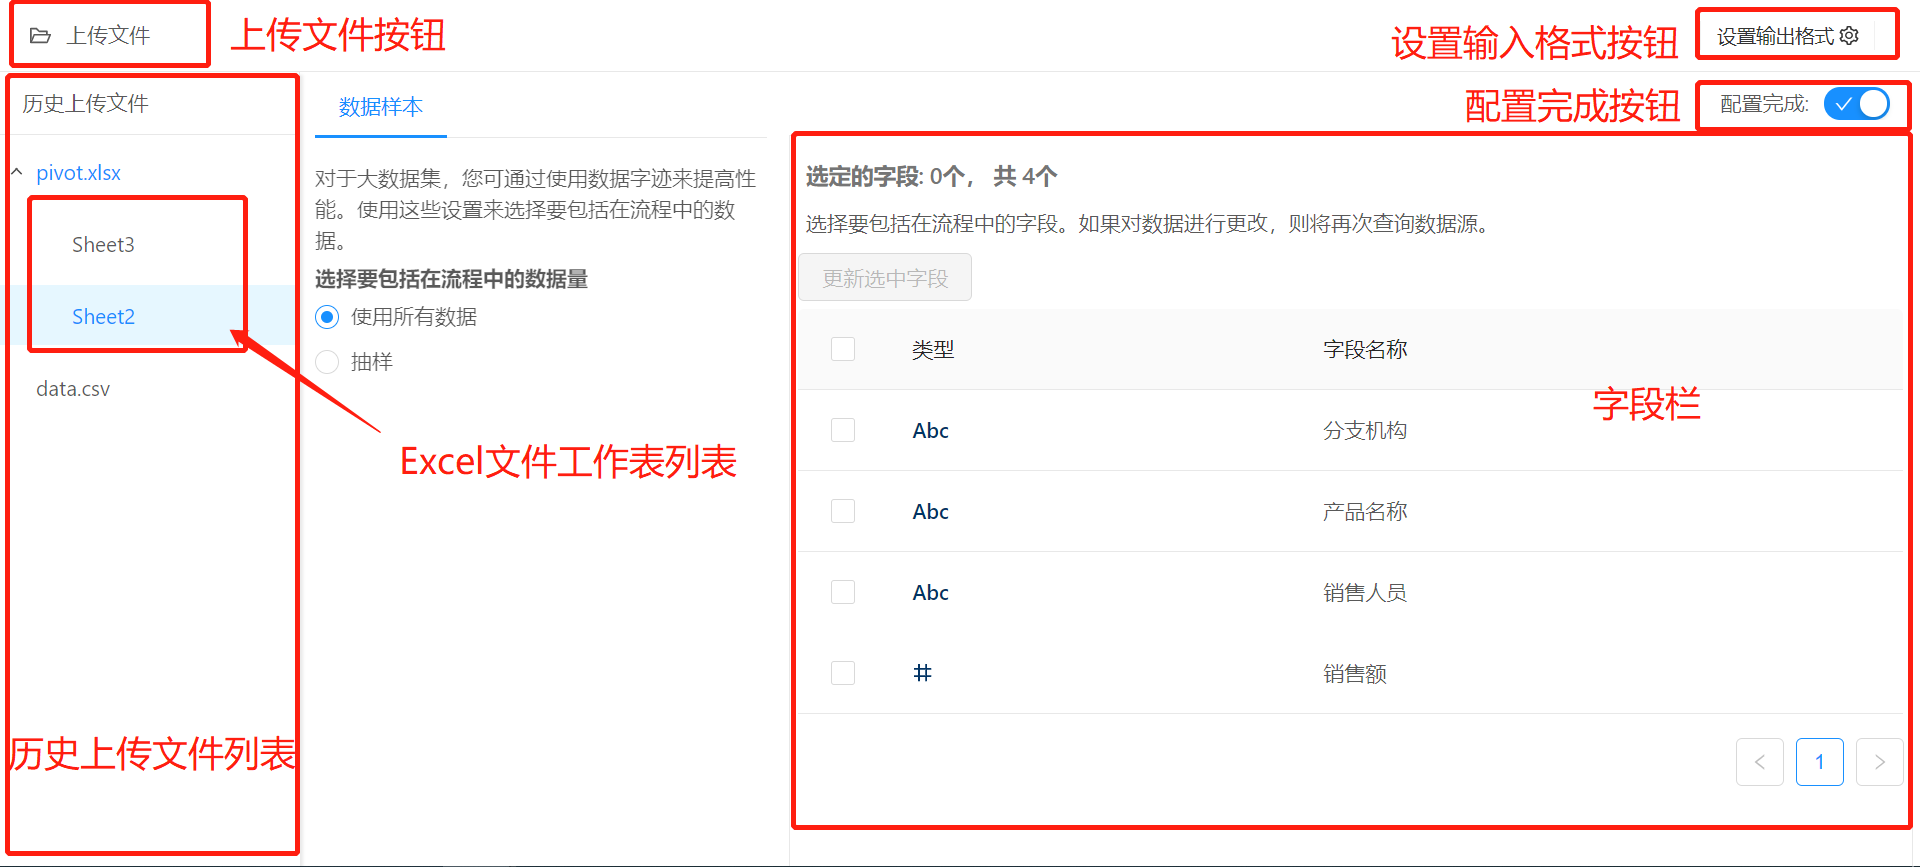 上传文件
上传文件按钮
设置输入格式按钮
设置输出格式
历史上传文件
数据样本
配置完成按钮
配置完成:
pivot.xlsx
Sheet3
Sheet2
data.csv
历史上传文件列表
对于大数据集，您可通过使用数据字迹来提高性
能。使用这些设置来选择要包括在流程中的数
据。
选择要包括在流程中的数据量
使用所有数据
抽样
Excel文件工作表列表
选定的字段: 0个， 共 4个
选择要包括在流程中的字段。如果对数据进行更改，则将再次查询数据源。
更新选中字段
类型 字段名称
字段栏
Abc 分支机构
Abc 产品名称
Abc 销售人员
# 销售额
< 1 >